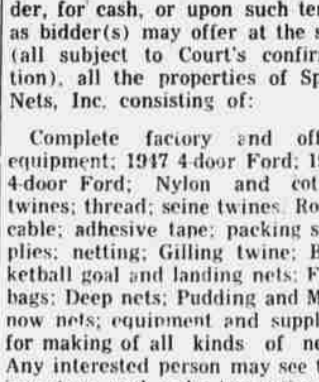 der, for cash, or upon such te
as bidder(s) may offer at the s
(all subject to Court's confir
tion), all the properties of Sp
Nets, Inc. consisting of:
Complete factory and off
equipment; 1947 4-door Ford; 1
4-door Ford; Nylon and cot
twines; thread; seine twines. Ro
cable; adhesive tape; packing s
plies; netting; Gilling twine; B
ketball goal and landing nets; F
bags; Deep nets; Pudding and M
now nets; equipment and suppl
for making of all kinds of ne
Any interested person may see t